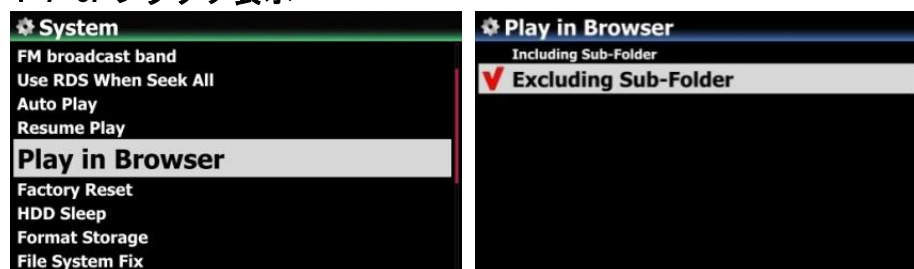 System
FM broadcast band
Use RDS When Seek All
Auto Play
Resume Play
Play in Browser
Factory Reset
HDD Sleep
Format Storage
File System Fix
Play in Browser
Including Sub-Folder
Excluding Sub-Folder